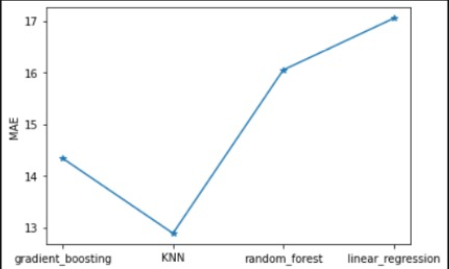 17
16
15
14
13
MAE
gradient_boosting KNN random_forest linear_regression